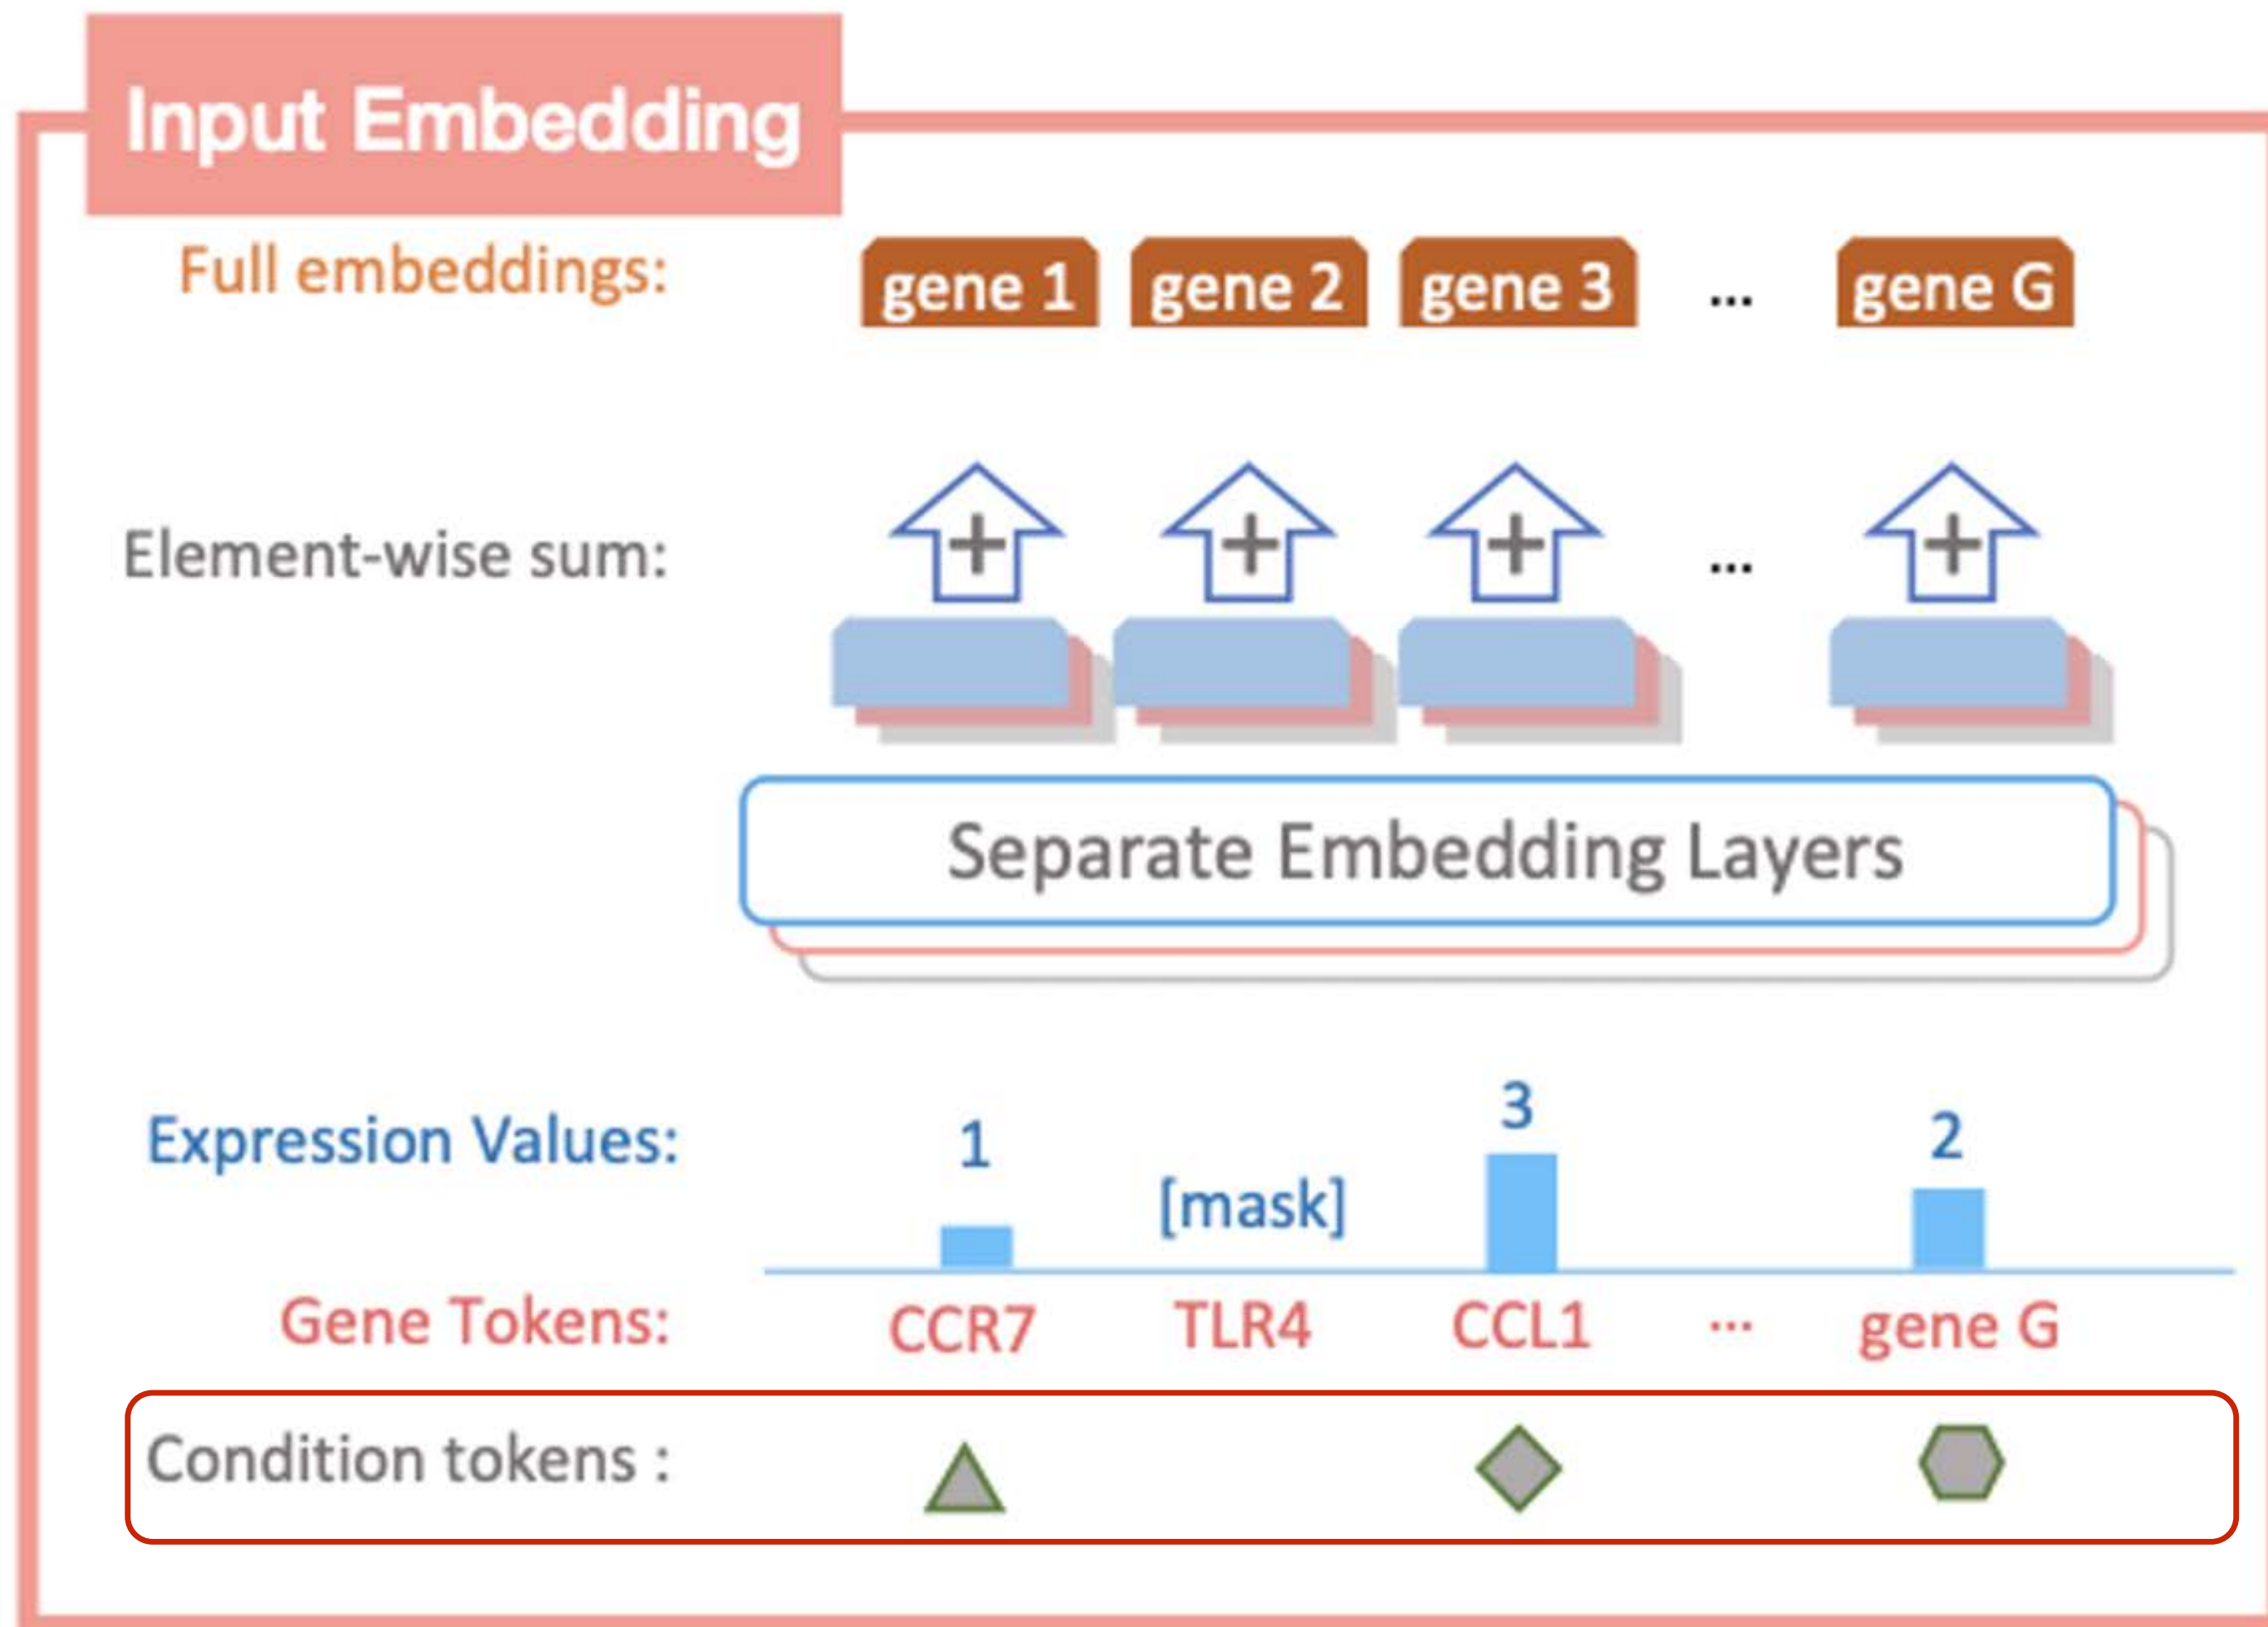 Input Embedding
Full embeddings: gene 1 gene 2 gene 3 ... gene G
Element-wise sum: + + + ... +
Separate Embedding Layers
Expression Values: 1 [mask] 3 2
Gene Tokens: CCR7 TLR4 CCL1 ... gene G
Condition tokens :